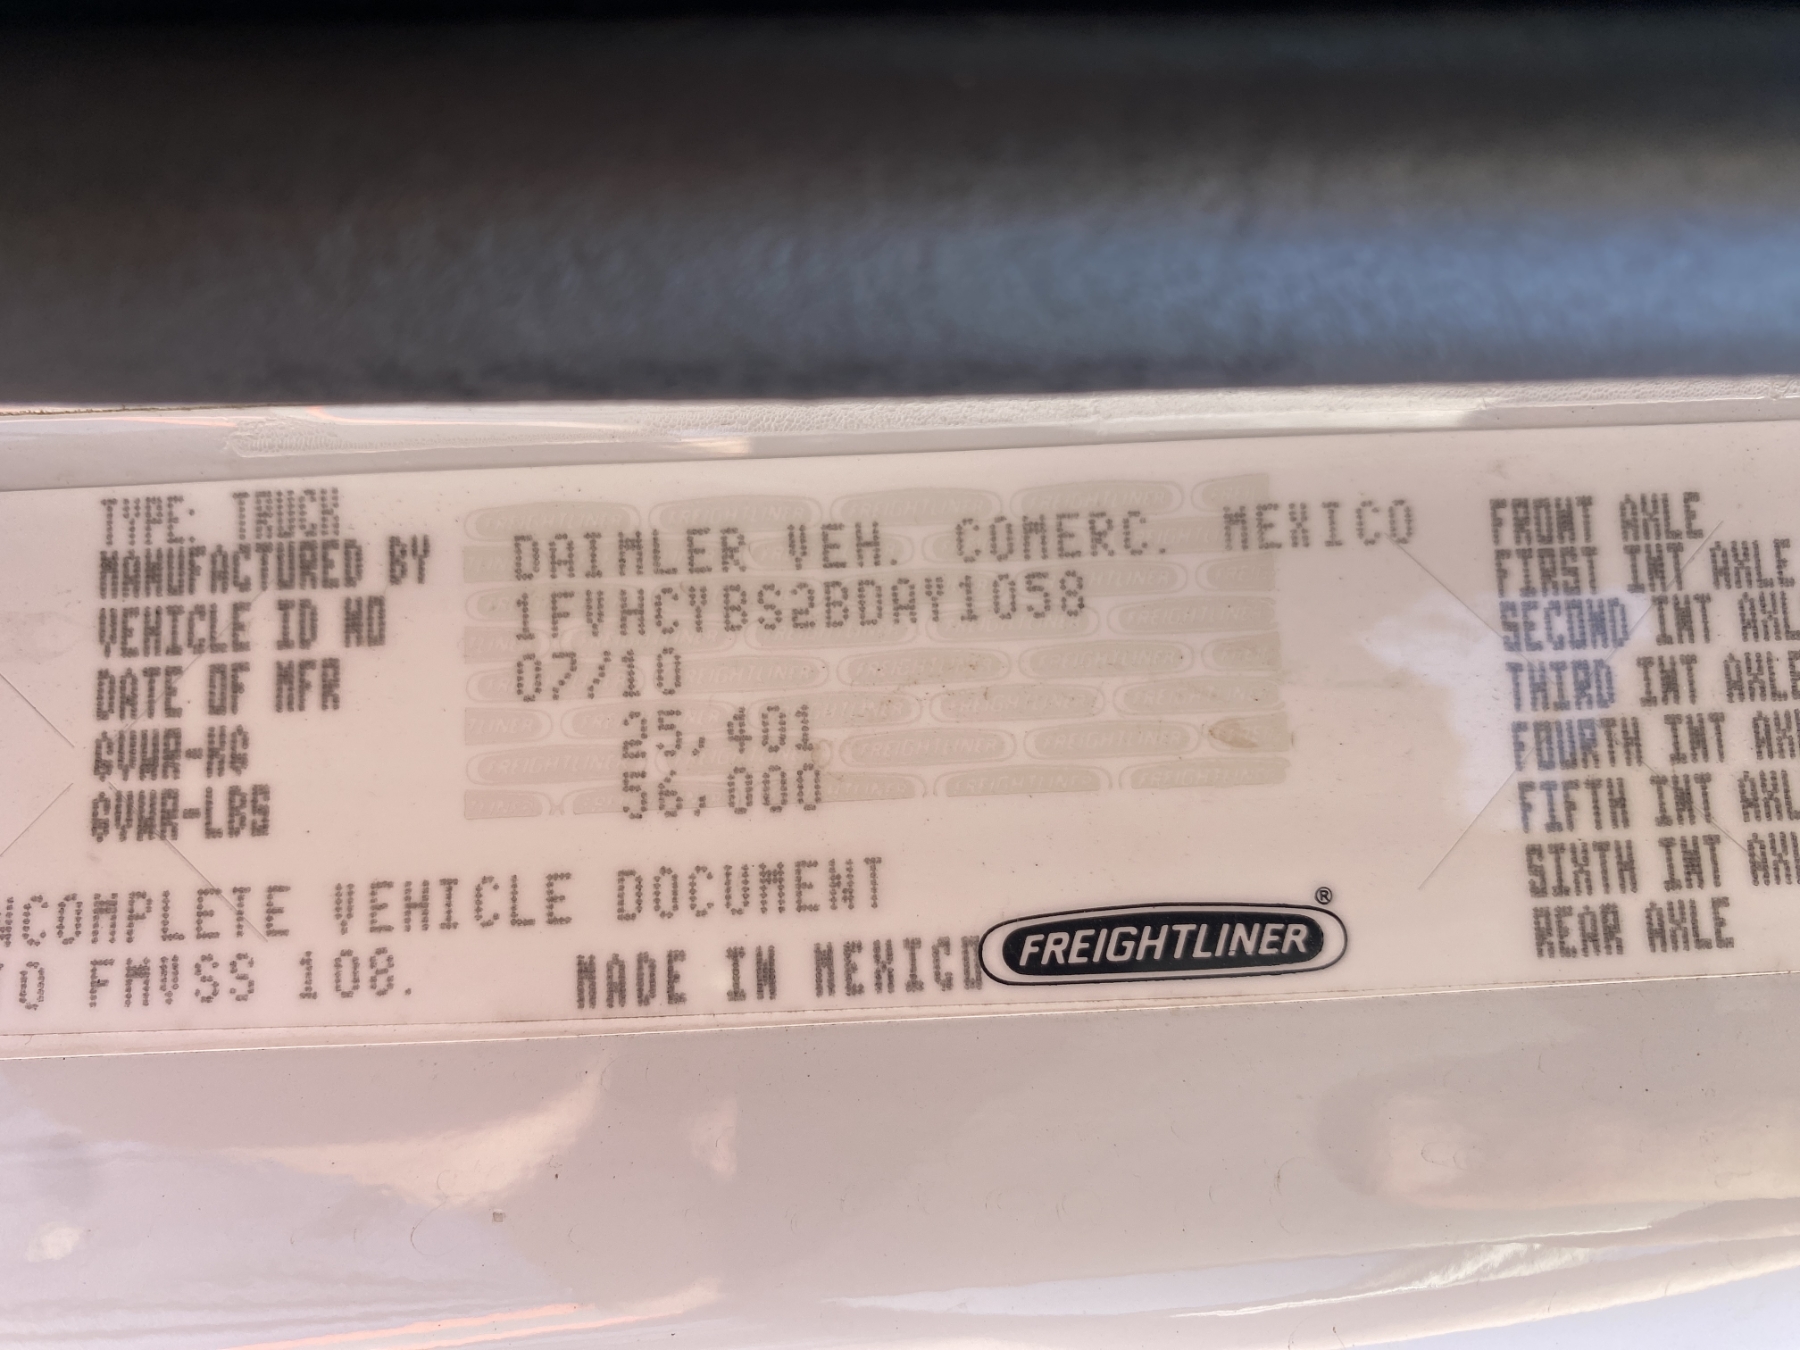 TYPE: TRUCK
MANUFACTURED BY DAIMLER VEH. COMERC. MEXICO
VEHICLE ID NO 1FVHCYBS2BDAY1058
DATE OF MFR 07/10
GVWR-KG 25,401
GVWR-LBS 56,000
COMPLETE VEHICLE DOCUMENT
FMVSS 108.
MADE IN MEXICO FREIGHTLINER®
FRONT AXLE
FIRST INT AXLE
SECOND INT AXLE
THIRD INT AXLE
FOURTH INT AX
FIFTH INT AXL
SIXTH INT AXL
REAR AXLE